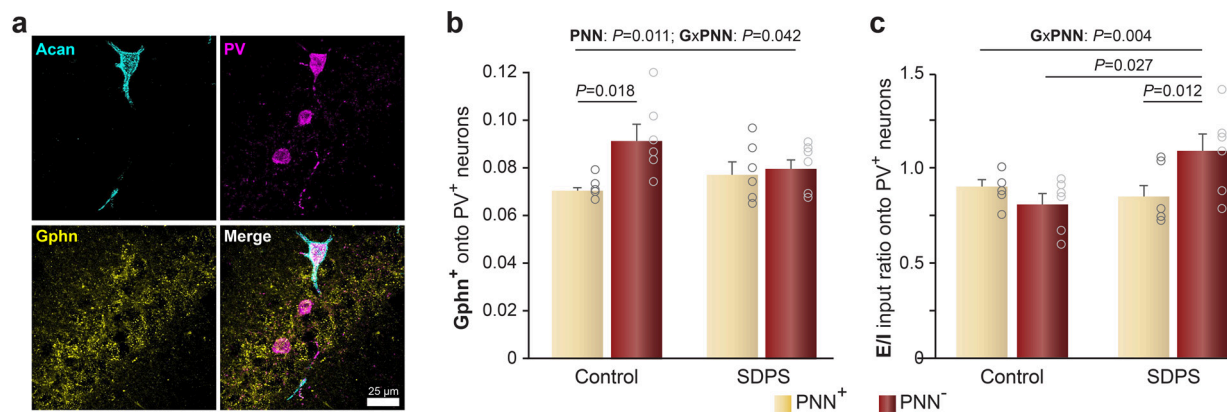 a
Acan
PV
Gphn
Merge
25 µm
b
PNN: P=0.011; GxPNN: P=0.042
P=0.018
Gphn⁺ onto PV⁺ neurons
0.12
0.10
0.08
0.06
0.04
0.02
0
Control
SDPS
c
GxPNN: P=0.004
P=0.027
P=0.012
E/I input ratio onto PV⁺ neurons
1.5
1.0
0.5
0
Control
SDPS
PNN⁺
PNN⁻